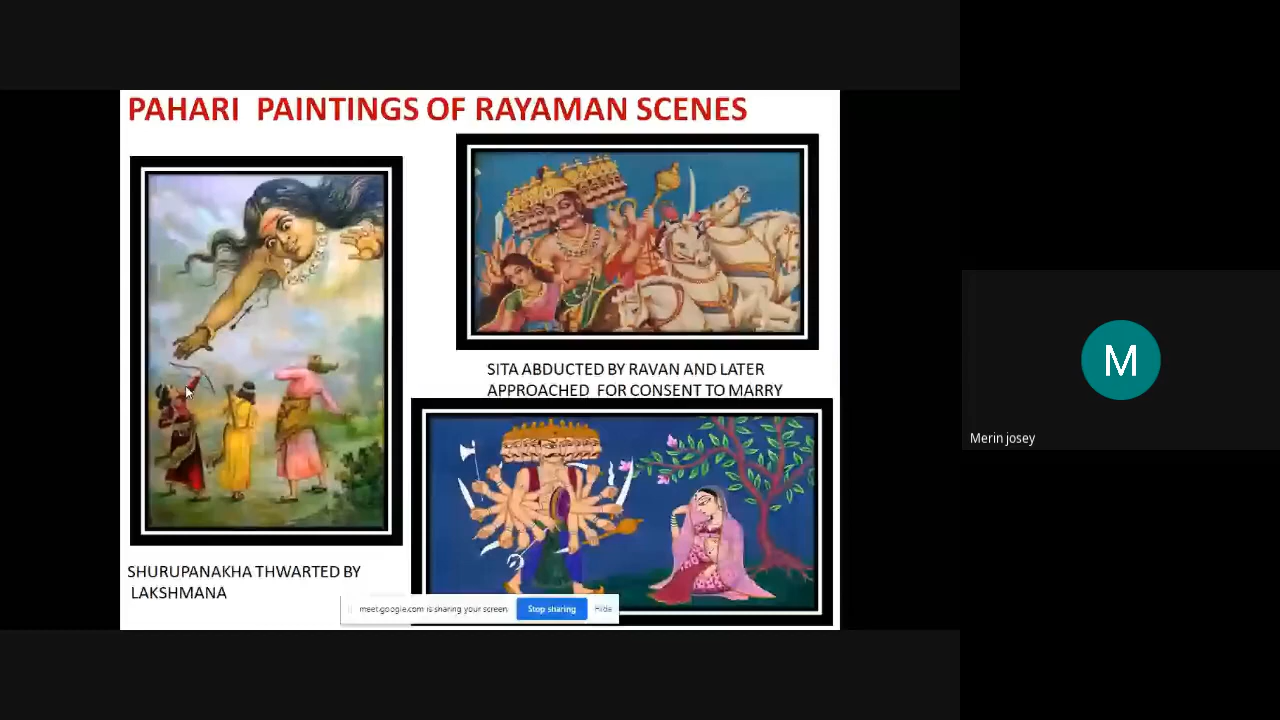 PAHARI PAINTINGS OF RAYAMAN SCENES
SITA ABDUCTED BY RAVAN AND LATER
APPROACHED FOR CONSENT TO MARRY
SHURUPANAKHA THWARTED BY
LAKSHMANA
meet.google.com is sharing your screen
Stop sharing
Hide
M
Merin josey